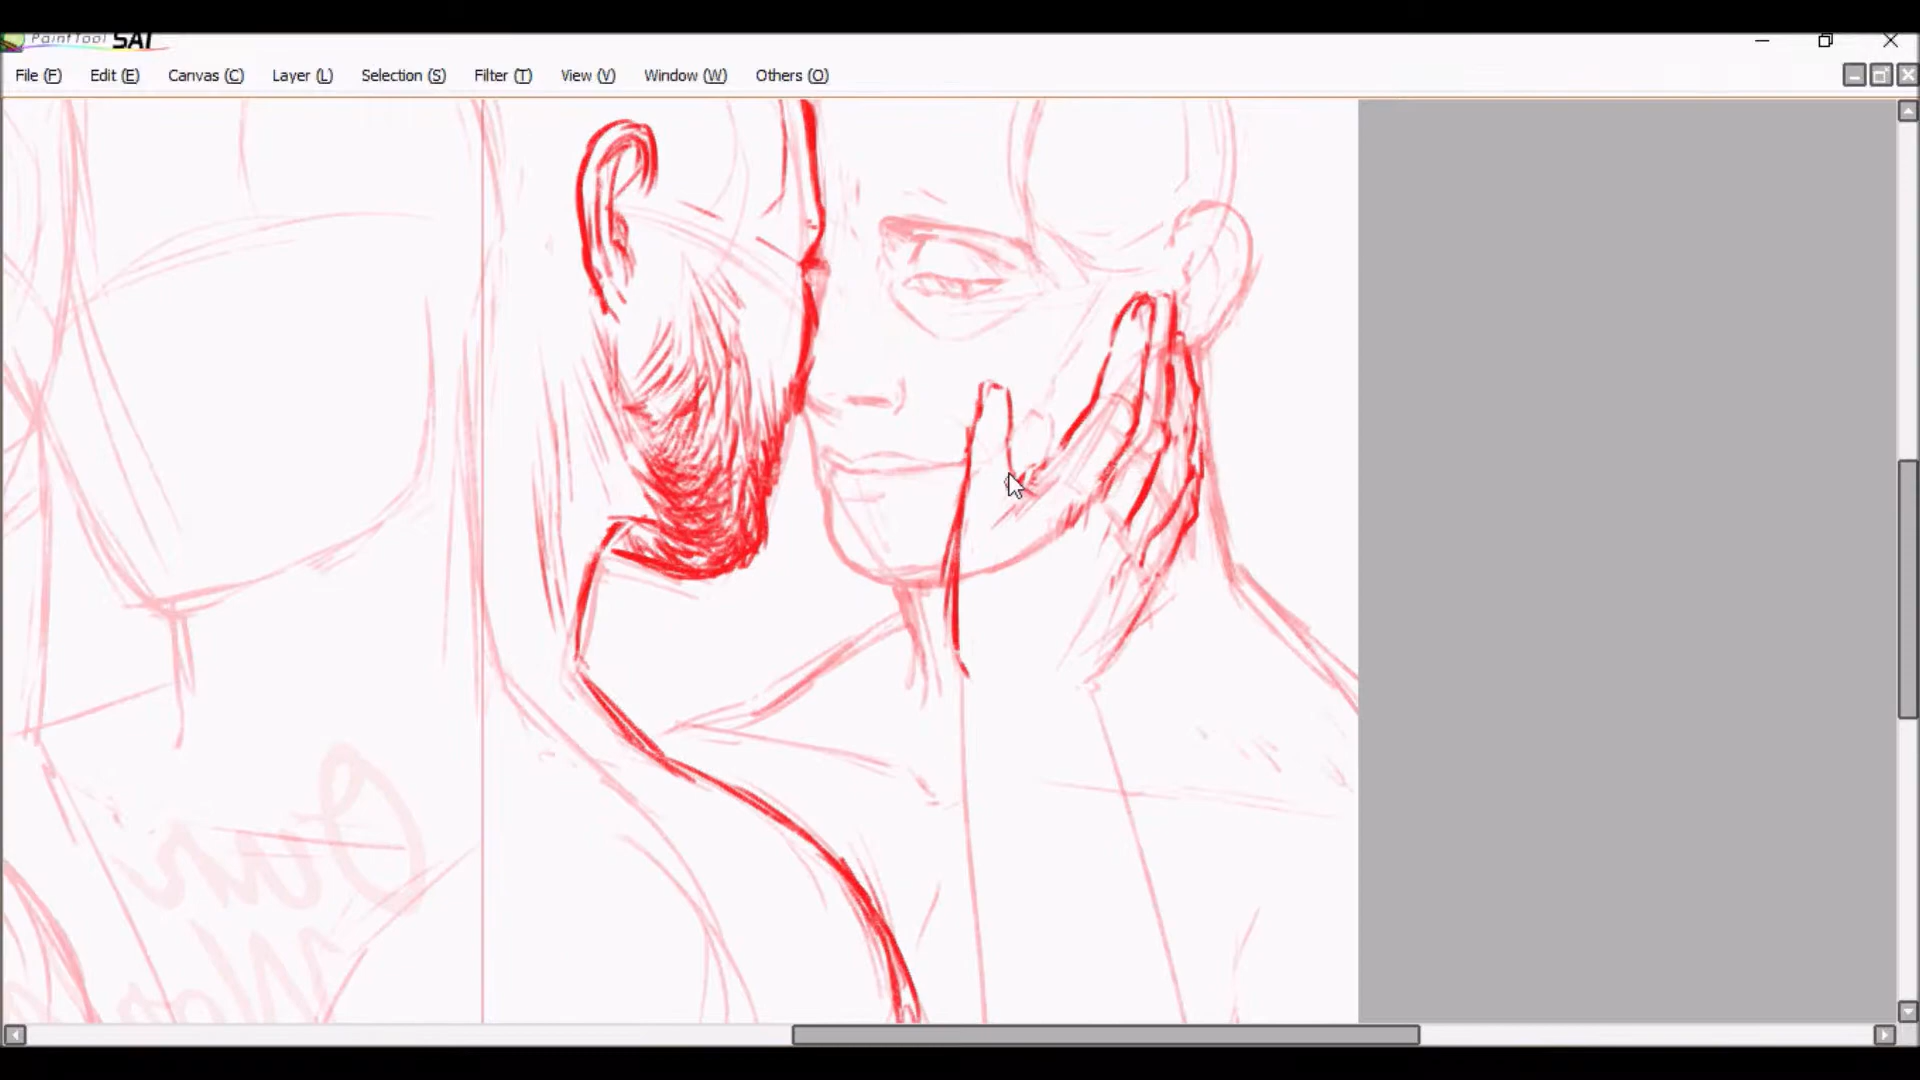 PaintTool SAI
File (F) Edit (E) Canvas (C) Layer (L) Selection (S) Filter (T) View (V) Window (W) Others (O)